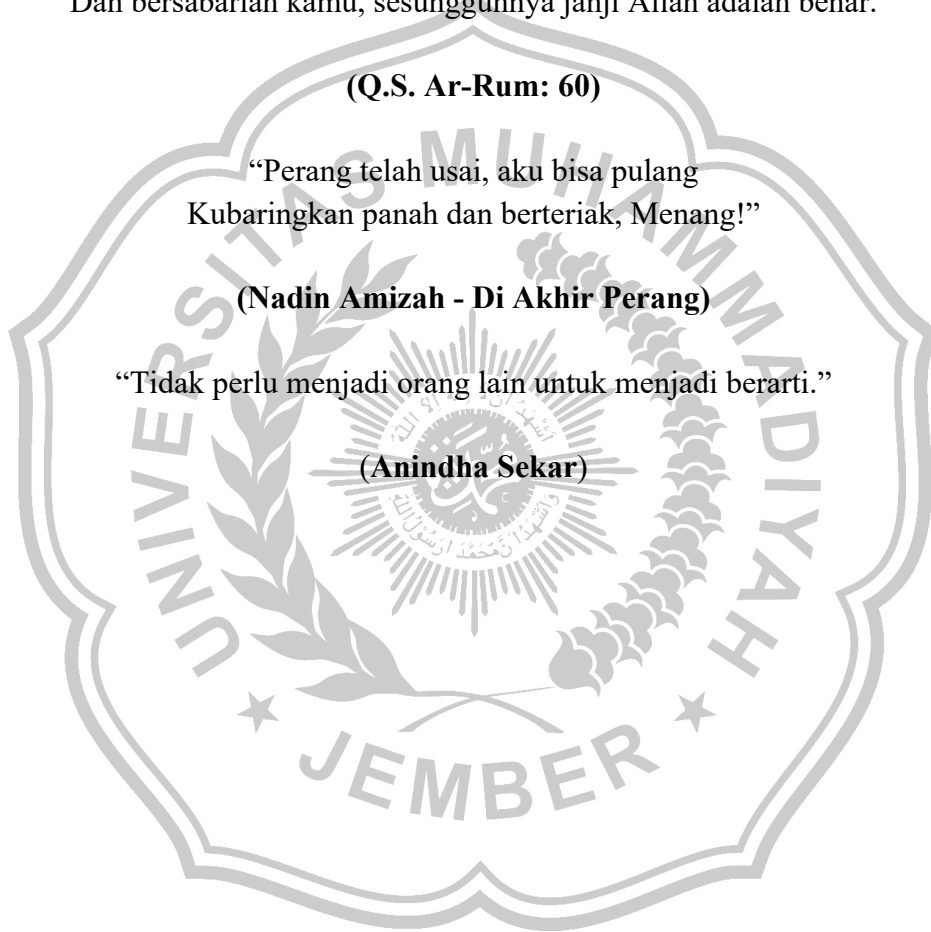 Dan bersabarlah kamu, sesungguhnya janji Allah adalah benar.
(Q.S. Ar-Rum: 60)
“Perang telah usai, aku bisa pulang
Kubaringkan panah dan berteriak, Menang!”
(Nadin Amizah - Di Akhir Perang)
“Tidak perlu menjadi orang lain untuk menjadi berarti.”
(Anindha Sekar)
UNIVERSITAS MUHAMMADIYAH
JEMBER